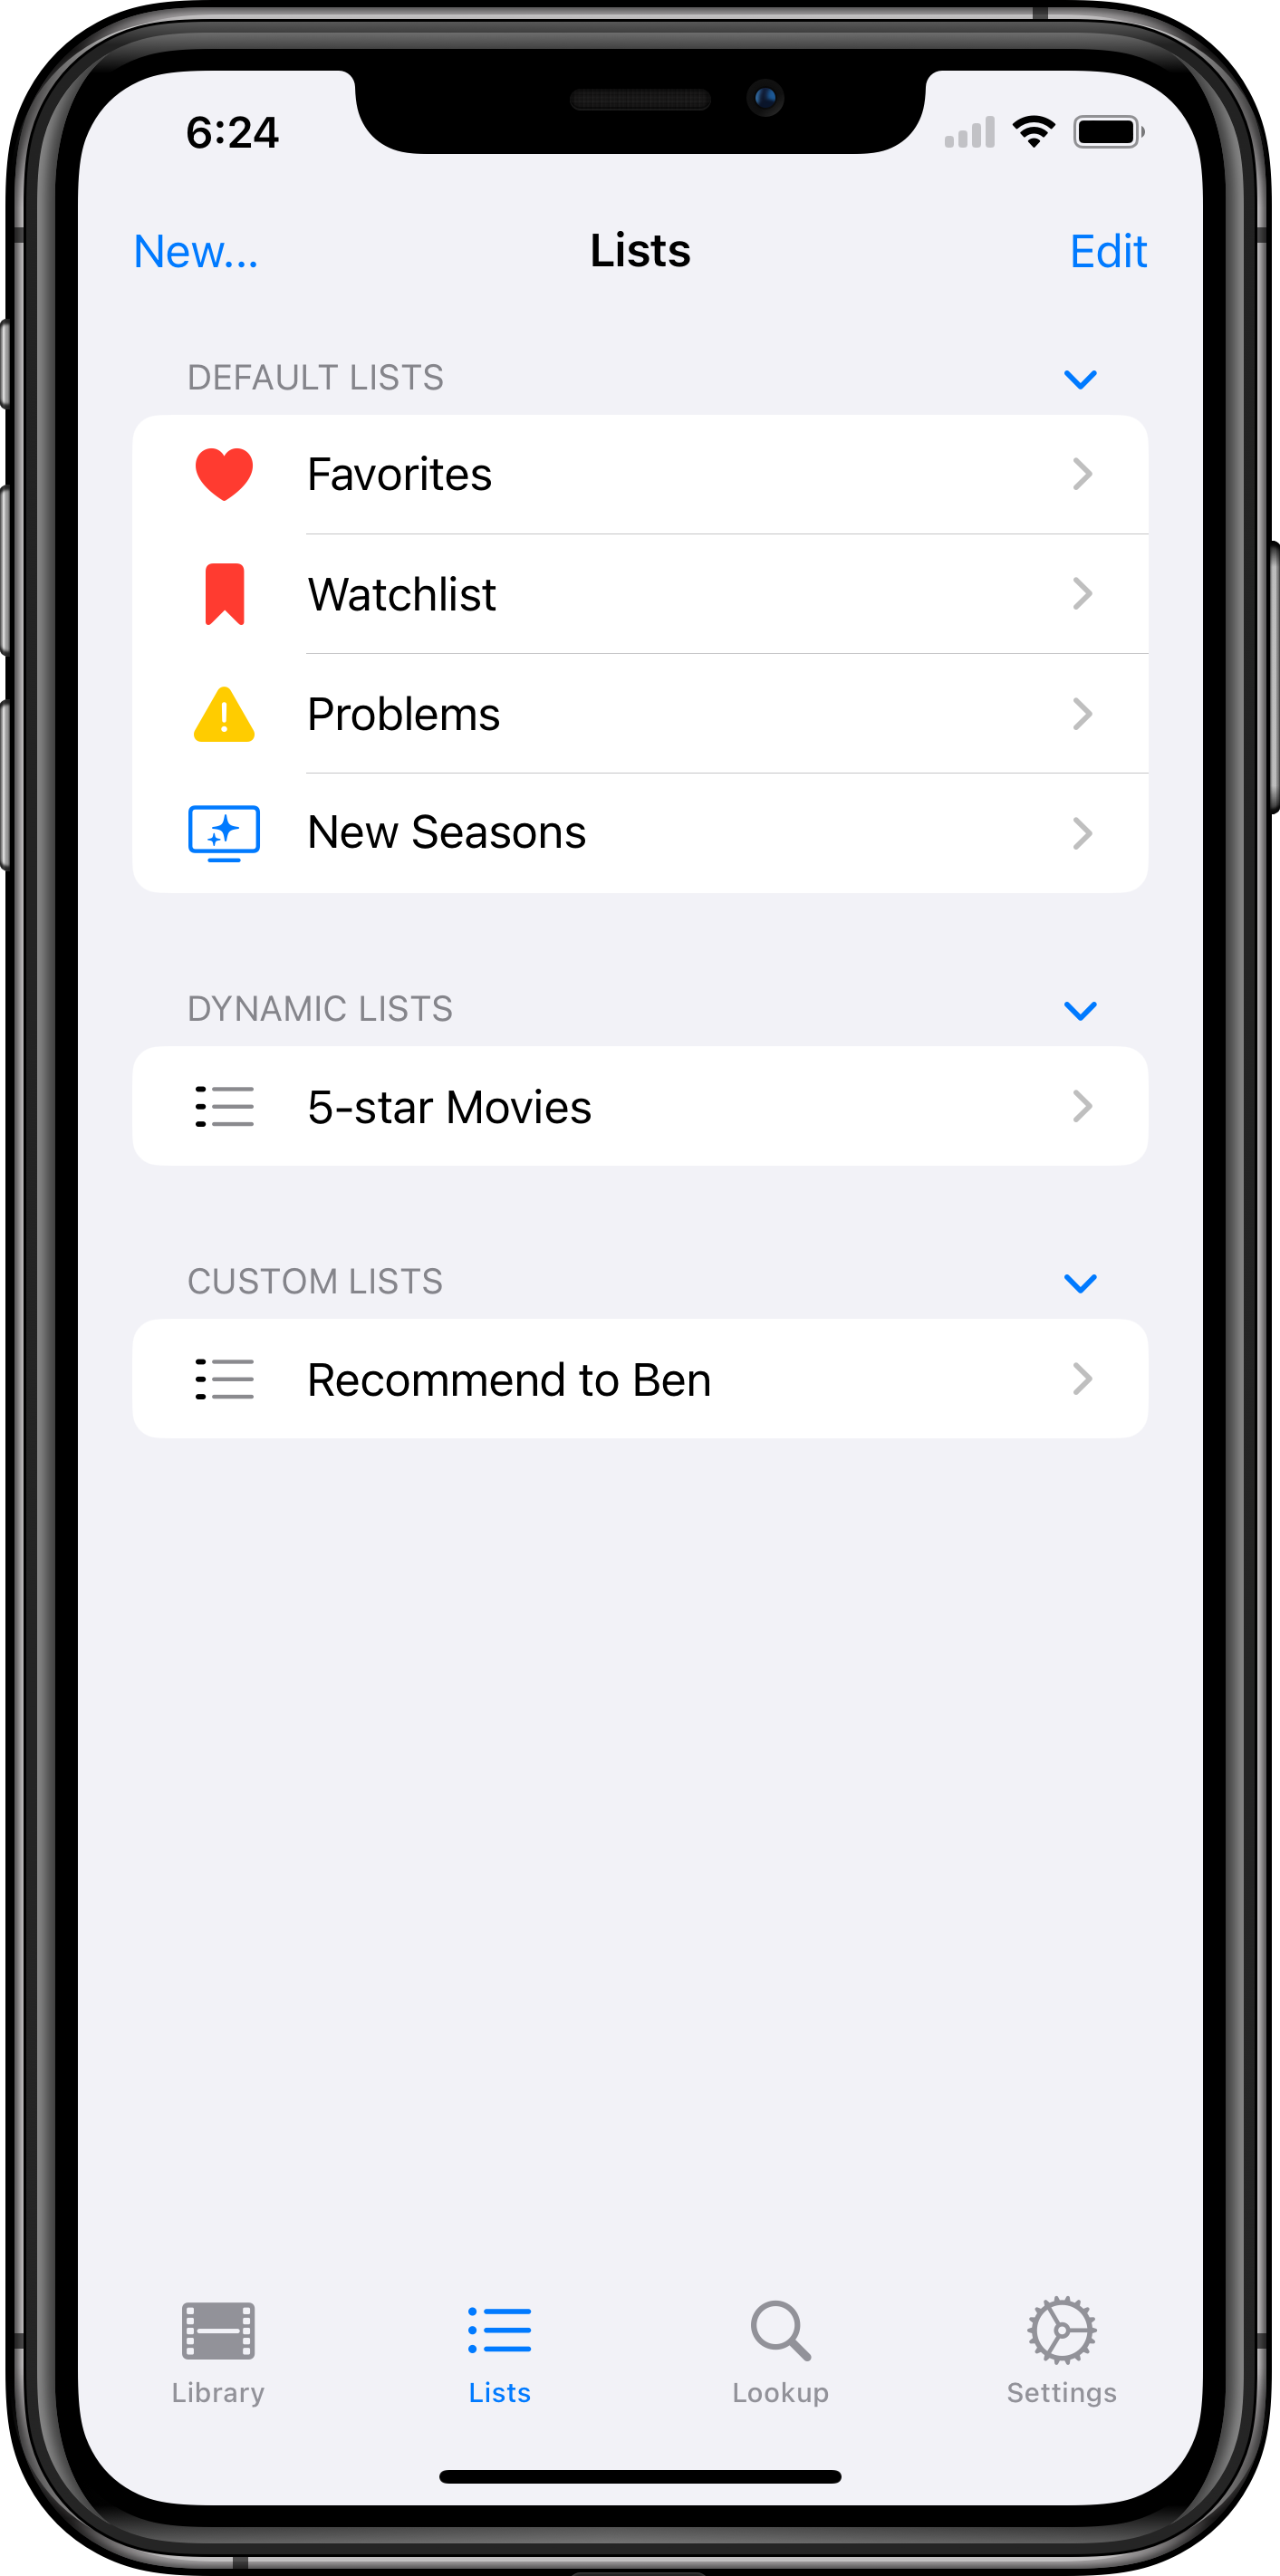 6:24
New...
Lists
Edit
DEFAULT LISTS
Favorites
Watchlist
Problems
New Seasons
DYNAMIC LISTS
5-star Movies
CUSTOM LISTS
Recommend to Ben
Library
Lists
Lookup
Settings